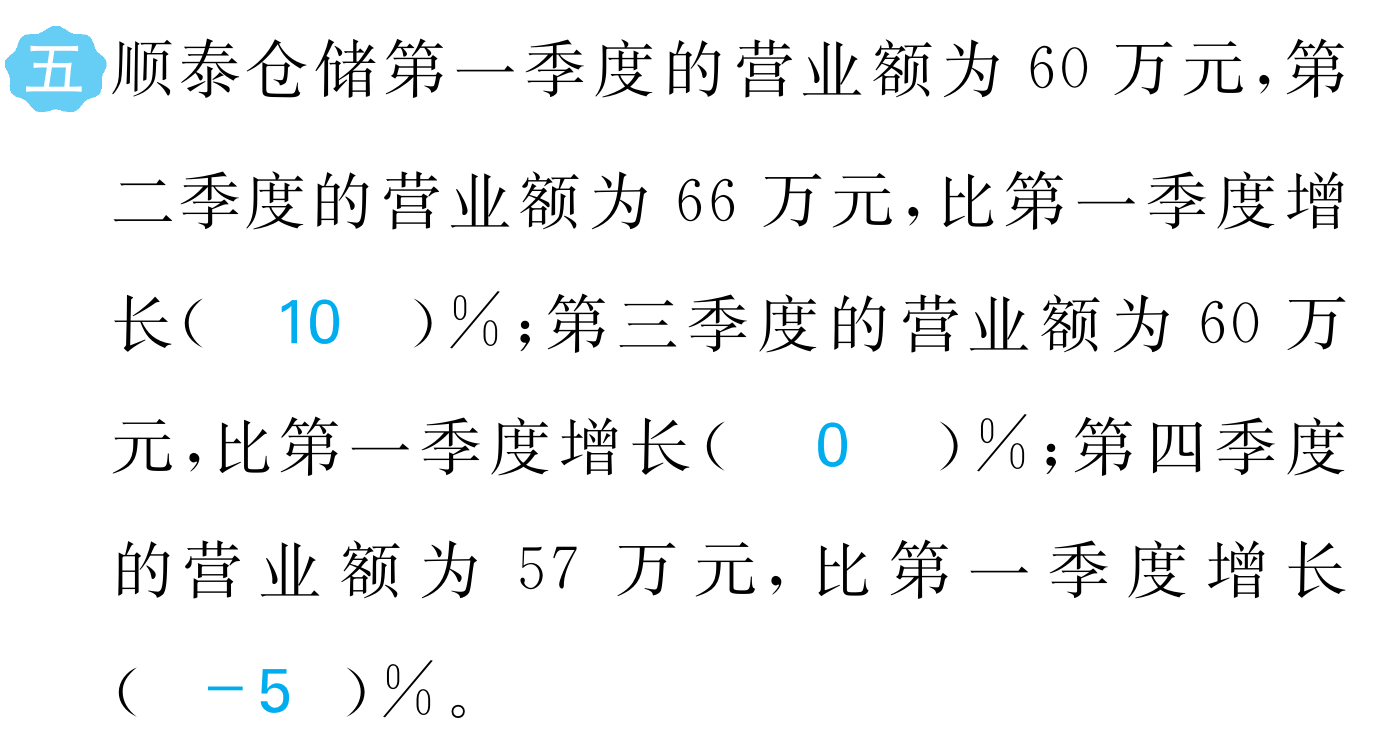 五 顺泰仓储第一季度的营业额为 60 万元,第
二季度的营业额为 66 万元,比第一季度增
长( 10 )%;第三季度的营业额为 60 万
元,比第一季度增长( 0 )%;第四季度
的营业额为 57 万元,比第一季度增长
( -5 )%。